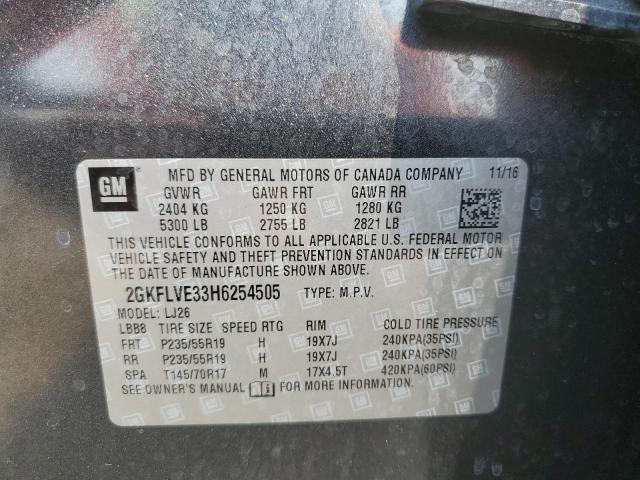 GM
MFD BY GENERAL MOTORS OF CANADA COMPANY 11/16
GVWR GAWR FRT GAWR RR
2404 KG 1250 KG 1280 KG
5300 LB 2755 LB 2821 LB
THIS VEHICLE CONFORMS TO ALL APPLICABLE U.S. FEDERAL MOTOR
VEHICLE SAFETY AND THEFT PREVENTION STANDARDS IN EFFECT ON
THE DATE OF MANUFACTURE SHOWN ABOVE.
2GKFLVE33H6254505 TYPE: M.P.V.
MODEL: LJ26
LBB8 TIRE SIZE SPEED RTG RIM COLD TIRE PRESSURE
FRT P235/55R19 H 19X7J 240KPA(35PSI)
RR P235/55R19 H 19X7J 240KPA(35PSI)
SPA T145/70R17 M 17X4.5T 420KPA(60PSI)
SEE OWNER'S MANUAL FOR MORE INFORMATION